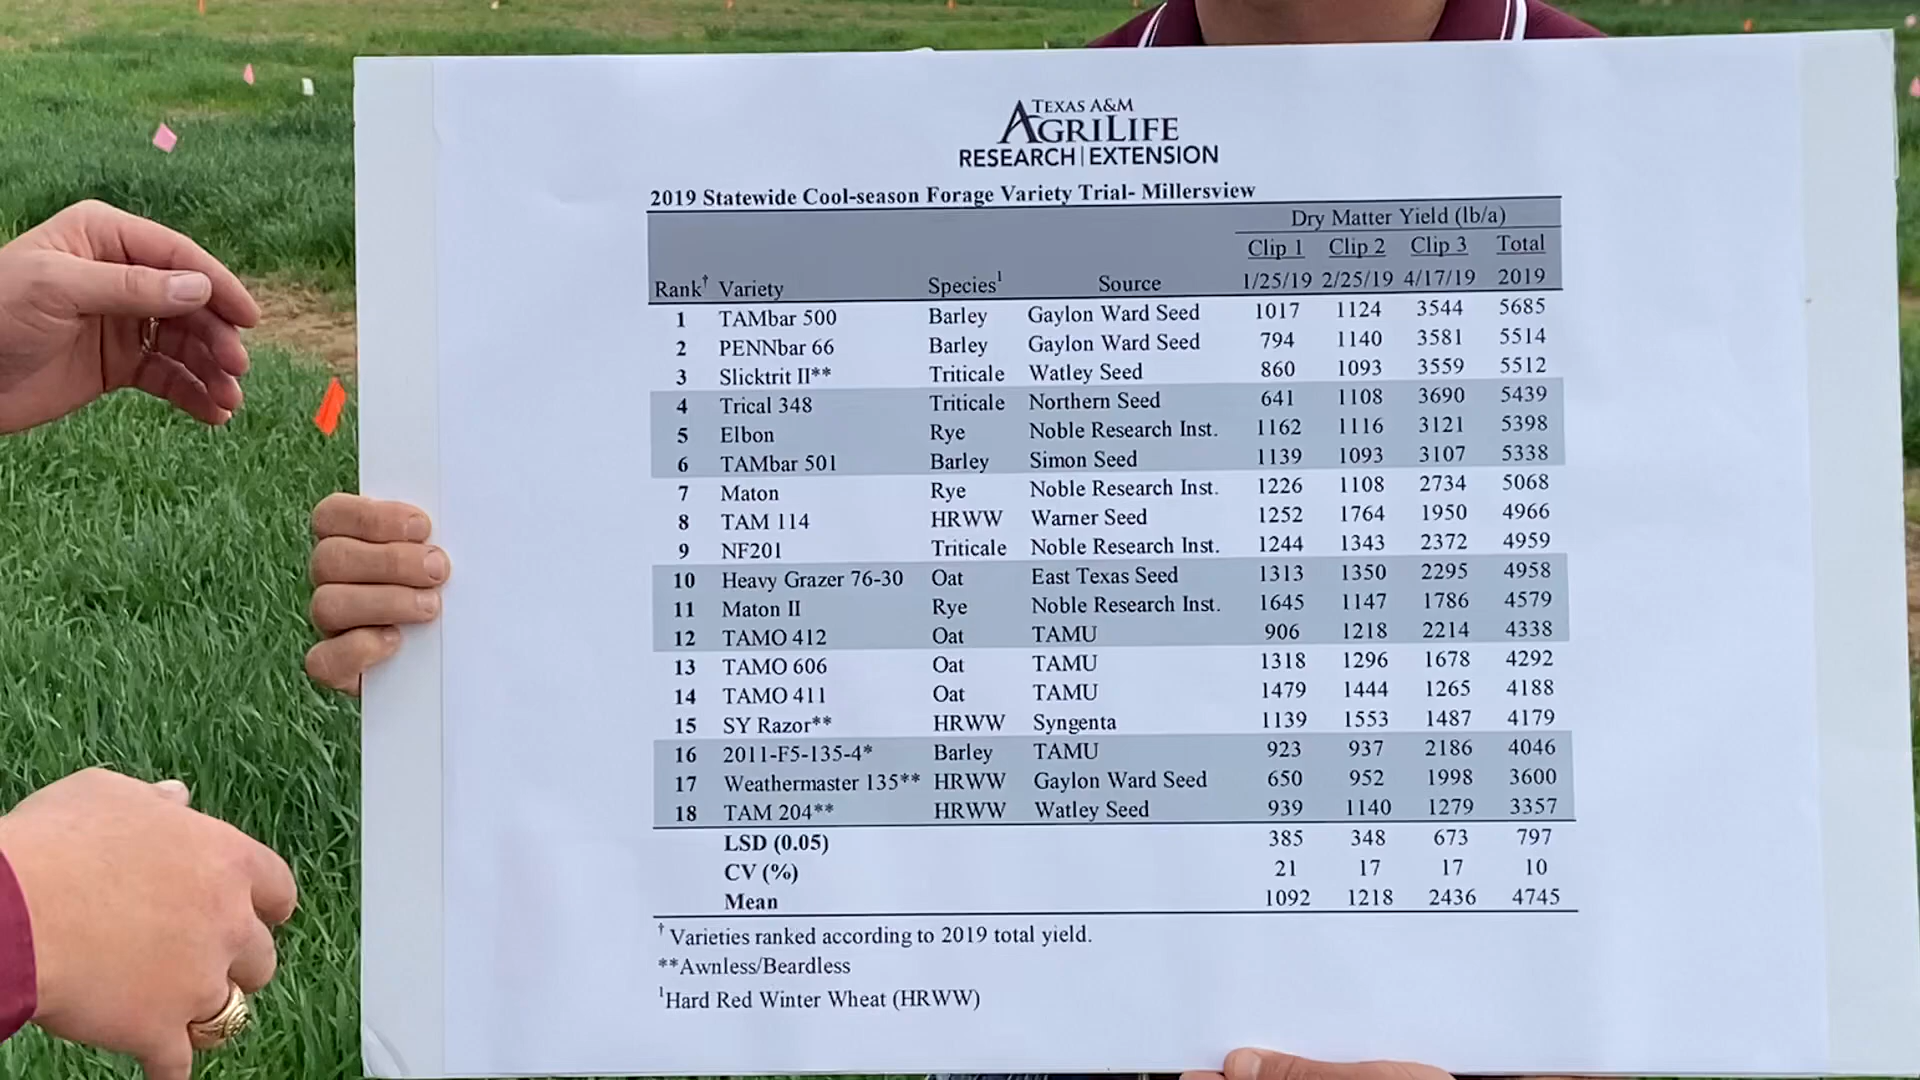 TEXAS A&M
AGRILIFE
RESEARCH | EXTENSION
2019 Statewide Cool-season Forage Variety Trial- Millersview
Dry Matter Yield (lb/a)
Clip 1 Clip 2 Clip 3 Total
Rank† Variety Species¹ Source 1/25/19 2/25/19 4/17/19 2019
1 TAMbar 500 Barley Gaylon Ward Seed 1017 1124 3544 5685
2 PENNbar 66 Barley Gaylon Ward Seed 794 1140 3581 5514
3 Slicktrit II** Triticale Watley Seed 860 1093 3559 5512
4 Trical 348 Triticale Northern Seed 641 1108 3690 5439
5 Elbon Rye Noble Research Inst. 1162 1116 3121 5398
6 TAMbar 501 Barley Simon Seed 1139 1093 3107 5338
7 Maton Rye Noble Research Inst. 1226 1108 2734 5068
8 TAM 114 HRWW Warner Seed 1252 1764 1950 4966
9 NF201 Triticale Noble Research Inst. 1244 1343 2372 4959
10 Heavy Grazer 76-30 Oat East Texas Seed 1313 1350 2295 4958
11 Maton II Rye Noble Research Inst. 1645 1147 1786 4579
12 TAMO 412 Oat TAMU 906 1218 2214 4338
13 TAMO 606 Oat TAMU 1318 1296 1678 4292
14 TAMO 411 Oat TAMU 1479 1444 1265 4188
15 SY Razor** HRWW Syngenta 1139 1553 1487 4179
16 2011-F5-135-4* Barley TAMU 923 937 2186 4046
17 Weathermaster 135** HRWW Gaylon Ward Seed 650 952 1998 3600
18 TAM 204** HRWW Watley Seed 939 1140 1279 3357
LSD (0.05) 385 348 673 797
CV (%) 21 17 17 10
Mean 1092 1218 2436 4745
† Varieties ranked according to 2019 total yield.
**Awnless/Beardless
¹Hard Red Winter Wheat (HRWW)